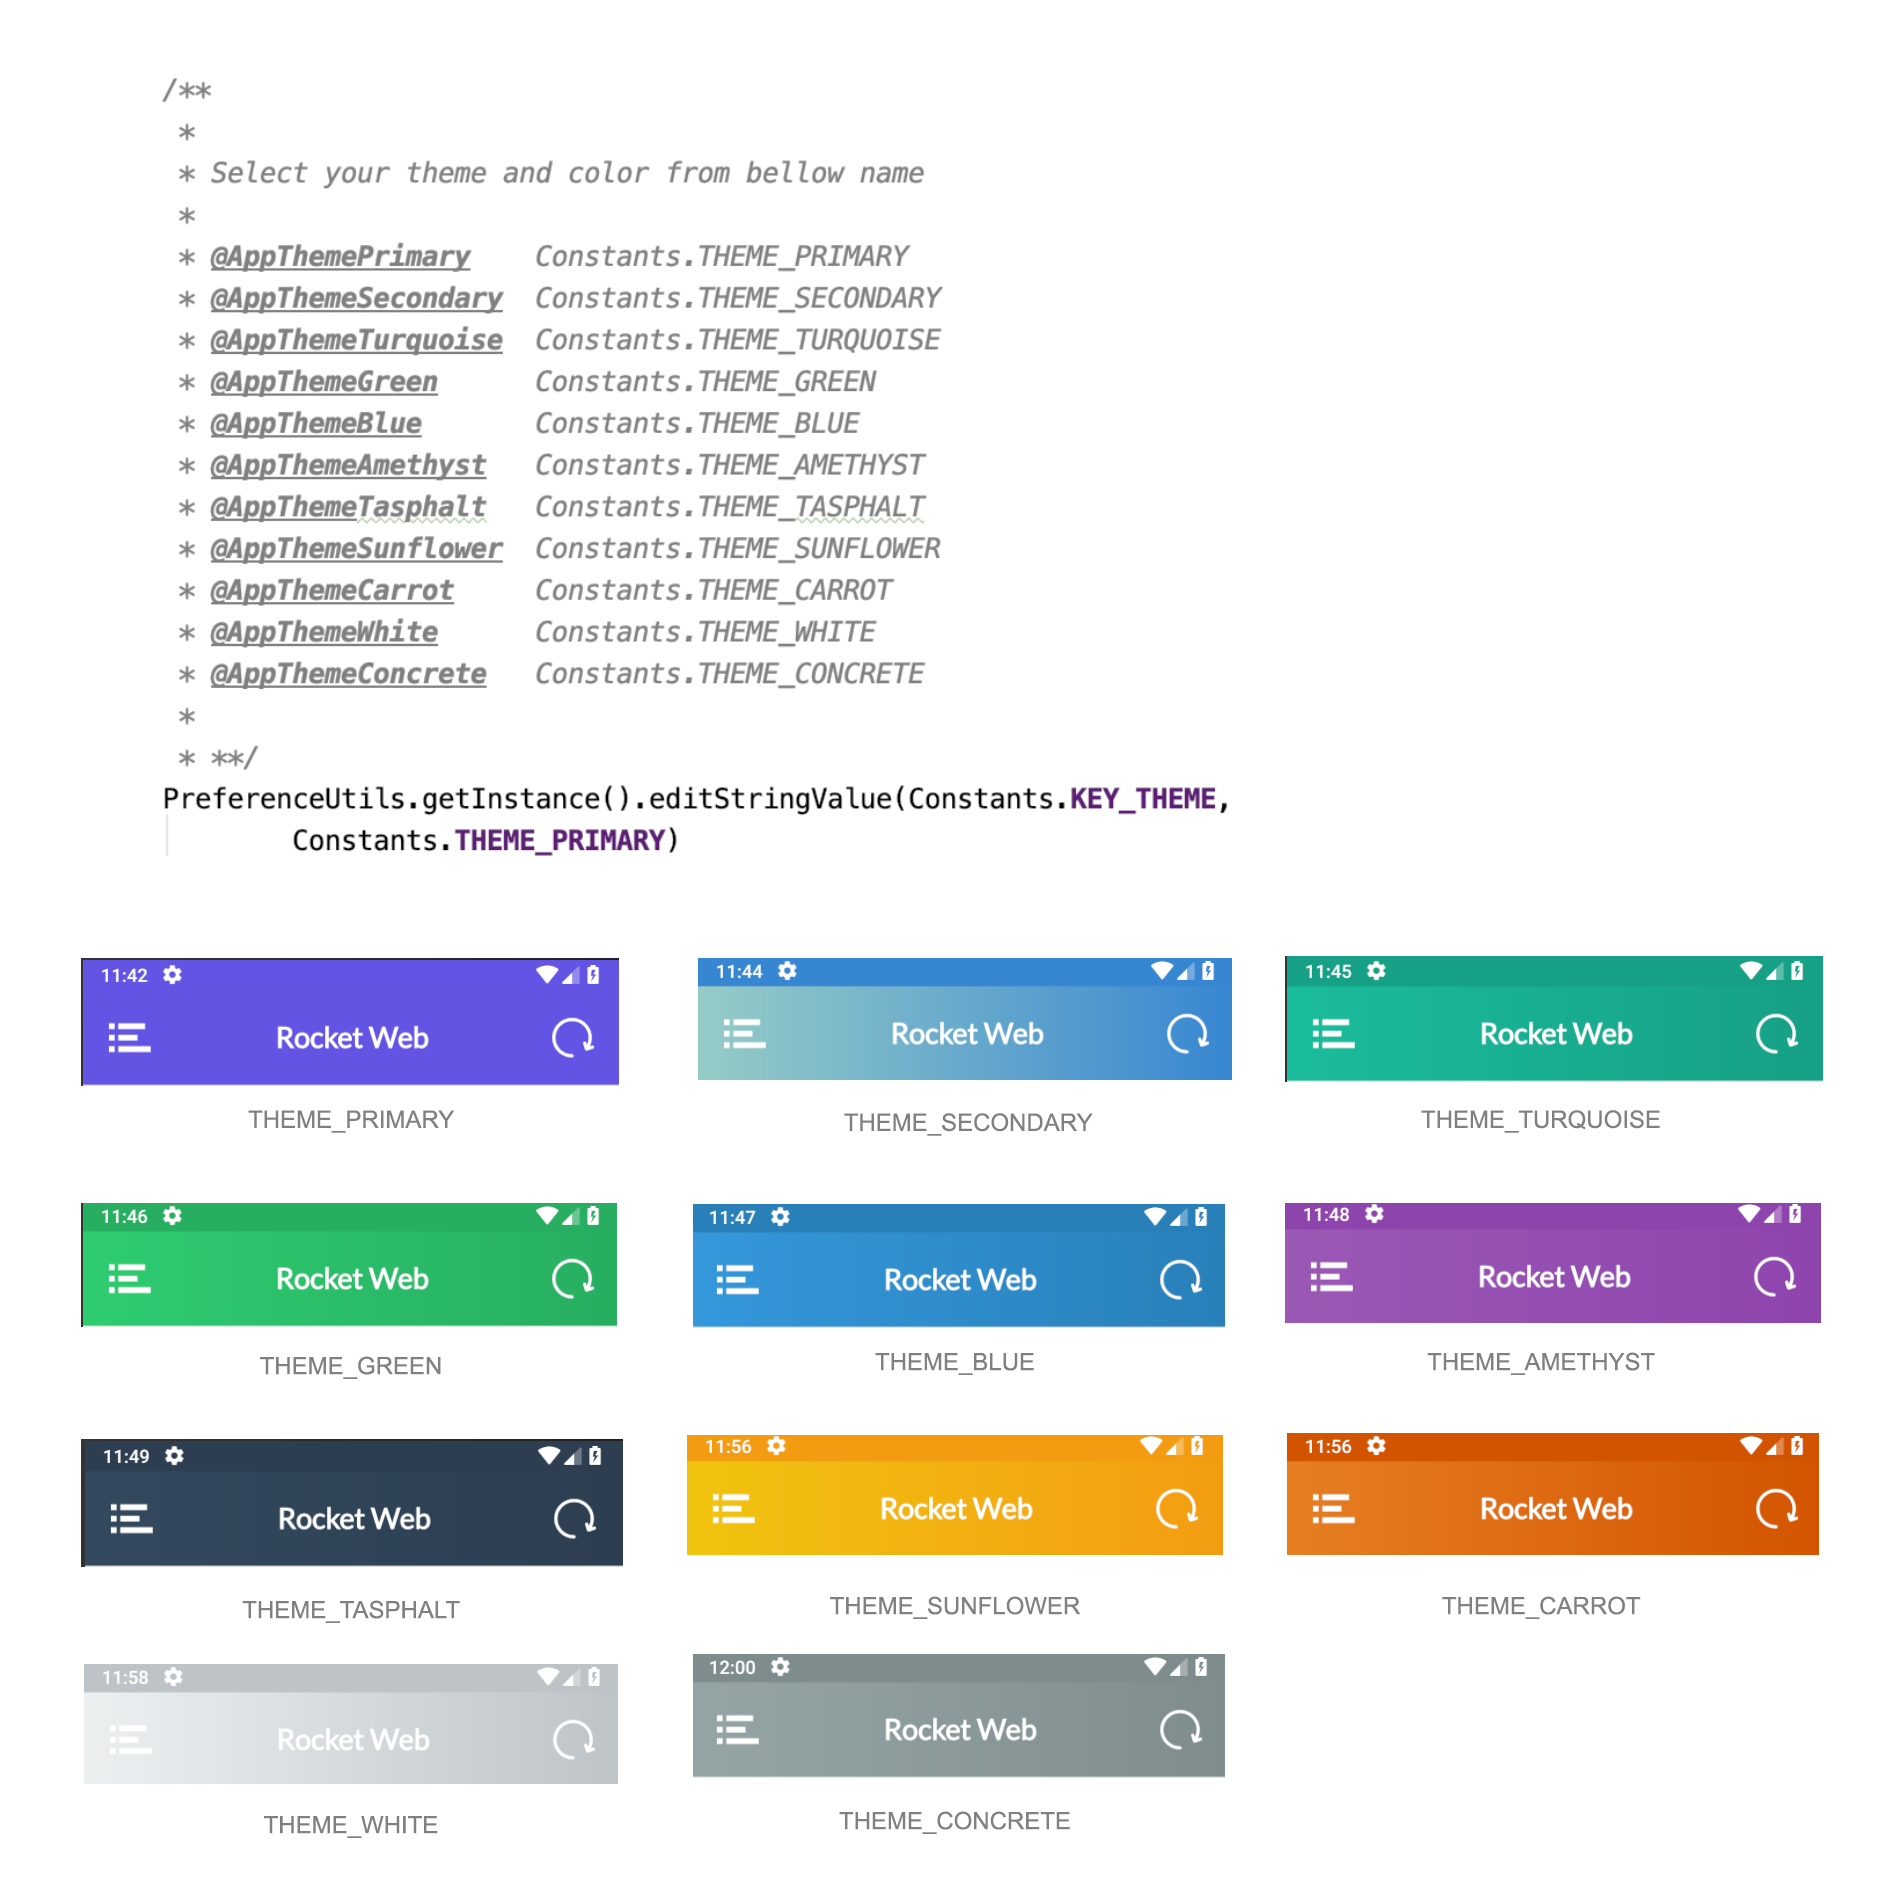 /**
*
* Select your theme and color from bellow name
*
* @AppThemePrimary Constants.THEME_PRIMARY
* @AppThemeSecondary Constants.THEME_SECONDARY
* @AppThemeTurquoise Constants.THEME_TURQUOISE
* @AppThemeGreen Constants.THEME_GREEN
* @AppThemeBlue Constants.THEME_BLUE
* @AppThemeAmethyst Constants.THEME_AMETHYST
* @AppThemeTasphalt Constants.THEME_TASPHALT
* @AppThemeSunflower Constants.THEME_SUNFLOWER
* @AppThemeCarrot Constants.THEME_CARROT
* @AppThemeWhite Constants.THEME_WHITE
* @AppThemeConcrete Constants.THEME_CONCRETE
*
* **/
PreferenceUtils.getInstance().editStringValue(Constants.KEY_THEME,
Constants.THEME_PRIMARY)
11:42
Rocket Web
THEME_PRIMARY
11:44
Rocket Web
THEME_SECONDARY
11:45
Rocket Web
THEME_TURQUOISE
11:46
Rocket Web
THEME_GREEN
11:47
Rocket Web
THEME_BLUE
11:48
Rocket Web
THEME_AMETHYST
11:49
Rocket Web
THEME_TASPHALT
11:56
Rocket Web
THEME_SUNFLOWER
11:56
Rocket Web
THEME_CARROT
11:58
Rocket Web
THEME_WHITE
12:00
Rocket Web
THEME_CONCRETE